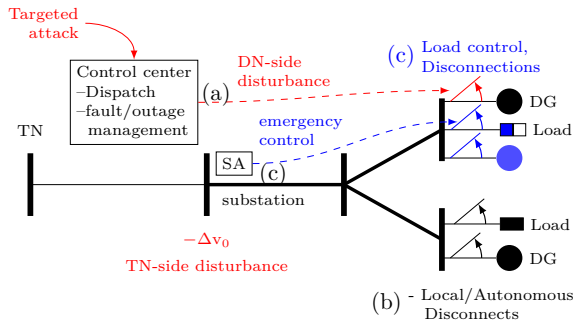 Targeted
attack
Control center
–Dispatch
–fault/outage
management
(a)
DN-side
disturbance
(c) Load control,
Disconnections
DG
Load
TN
emergency
control
SA
(c)
substation
−Δv₀
TN-side disturbance
Load
DG
(b) - Local/Autonomous
Disconnects